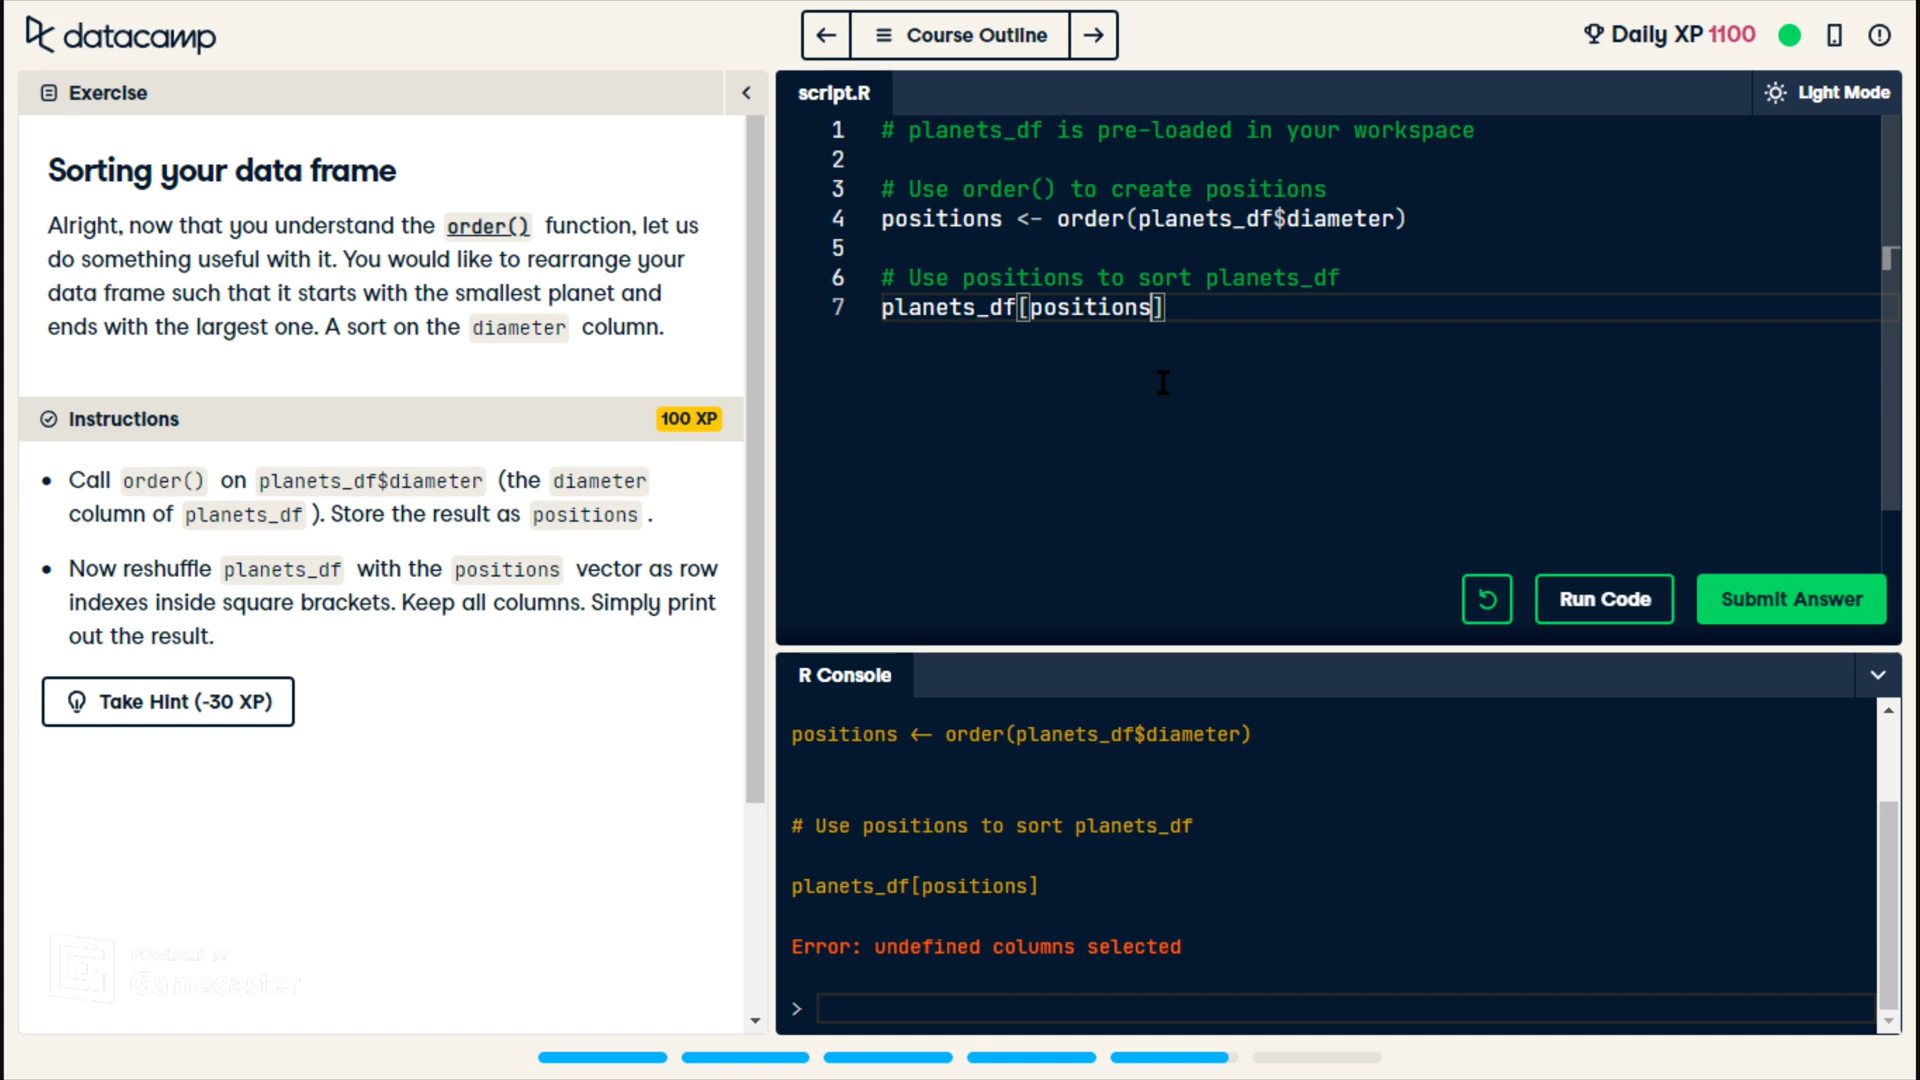 datacamp
Course Outline
Daily XP 1100
Exercise
script.R
Light Mode
Sorting your data frame
Alright, now that you understand the order() function, let us
do something useful with it. You would like to rearrange your
data frame such that it starts with the smallest planet and
ends with the largest one. A sort on the diameter column.
Instructions
100 XP
• Call order() on planets_df$diameter (the diameter
column of planets_df ). Store the result as positions .
• Now reshuffle planets_df with the positions vector as row
indexes inside square brackets. Keep all columns. Simply print
out the result.
Take Hint (-30 XP)
POWERED BY
Gamecaster
1 # planets_df is pre-loaded in your workspace
2
3 # Use order() to create positions
4 positions <- order(planets_df$diameter)
5
6 # Use positions to sort planets_df
7 planets_df[positions]
Run Code
Submit Answer
R Console
positions <- order(planets_df$diameter)
# Use positions to sort planets_df
planets_df[positions]
Error: undefined columns selected
>